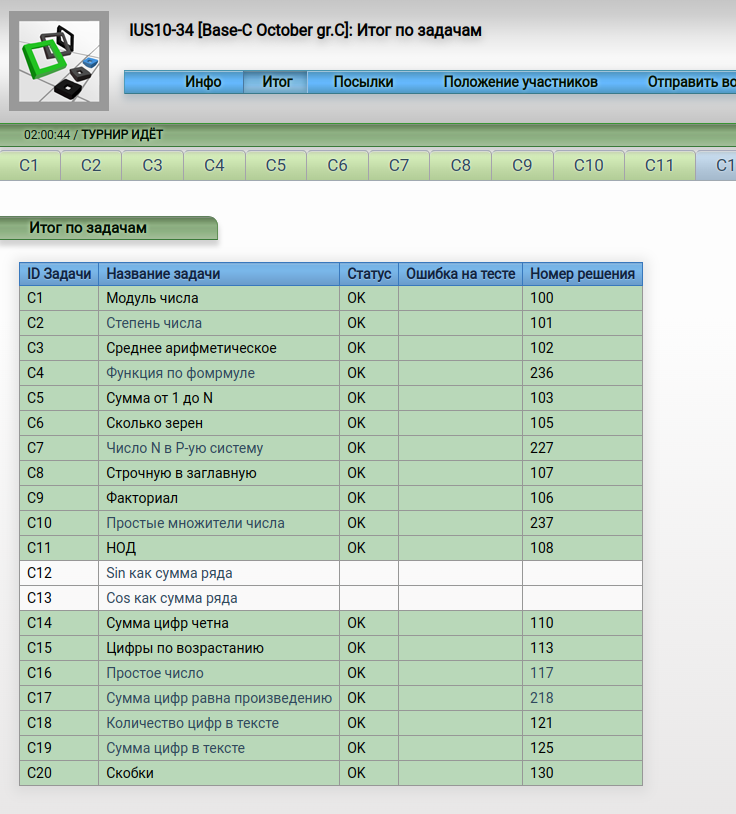 IUS10-34 [Base-C October gr.C]: Итог по задачам
Инфо Итог Посылки Положение участников Отправить
02:00:44 / ТУРНИР ИДЁТ
C1 C2 C3 C4 C5 C6 C7 C8 C9 C10 C11
Итог по задачам
ID Задачи Название задачи Статус Ошибка на тесте Номер решения
C1 Модуль числа OK 100
C2 Степень числа OK 101
C3 Среднее арифметическое OK 102
C4 Функция по фомрмуле OK 236
C5 Сумма от 1 до N OK 103
C6 Сколько зерен OK 105
C7 Число N в P-ую систему OK 227
C8 Строчную в заглавную OK 107
C9 Факториал OK 106
C10 Простые множители числа OK 237
C11 НОД OK 108
C12 Sin как сумма ряда
C13 Cos как сумма ряда
C14 Сумма цифр четна OK 110
C15 Цифры по возрастанию OK 113
C16 Простое число OK 117
C17 Сумма цифр равна произведению OK 218
C18 Количество цифр в тексте OK 121
C19 Сумма цифр в тексте OK 125
C20 Скобки OK 130